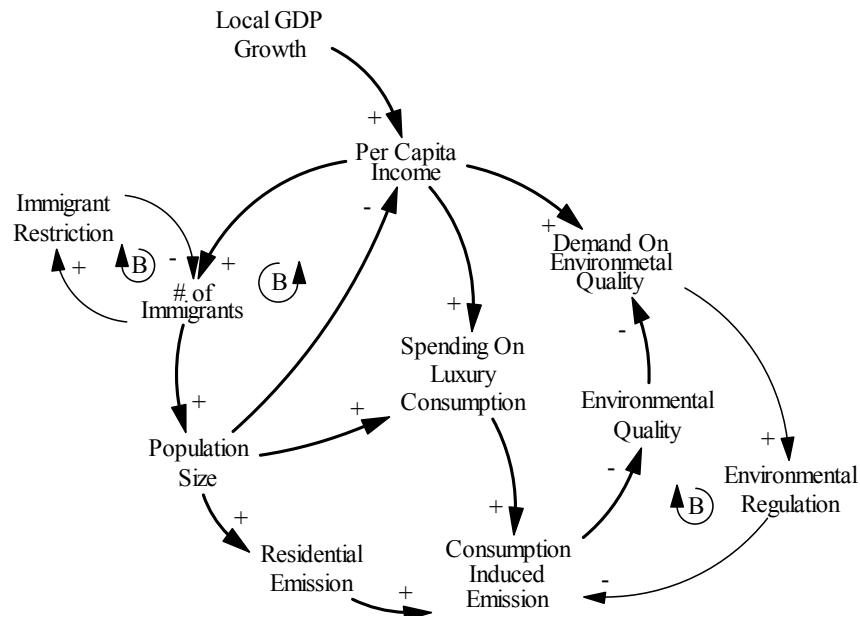 Local GDP
Growth
+
Per Capita
Income
-
Immigrant
Restriction
B
-
+
+
B
# of
Immigrants
+
Demand On
Environmetal
Quality
+
-
Spending On
Luxury
Consumption
+
+
Environmental
Quality
+
Population
Size
-
B
Environmental
Regulation
+
+
Residential
Emission
Consumption
Induced
Emission
+
-